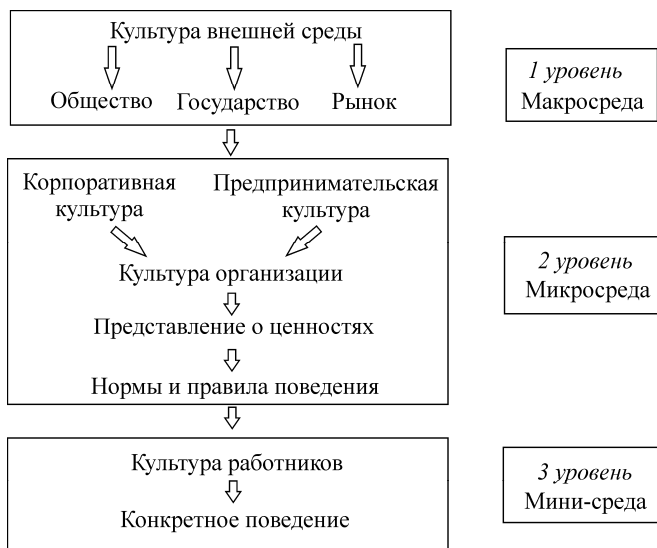 Культура внешней среды
Общество Государство Рынок
1 уровень
Макросреда
Корпоративная
культура
Предпринимательская
культура
Культура организации
Представление о ценностях
Нормы и правила поведения
2 уровень
Микросреда
Культура работников
Конкретное поведение
3 уровень
Мини-среда